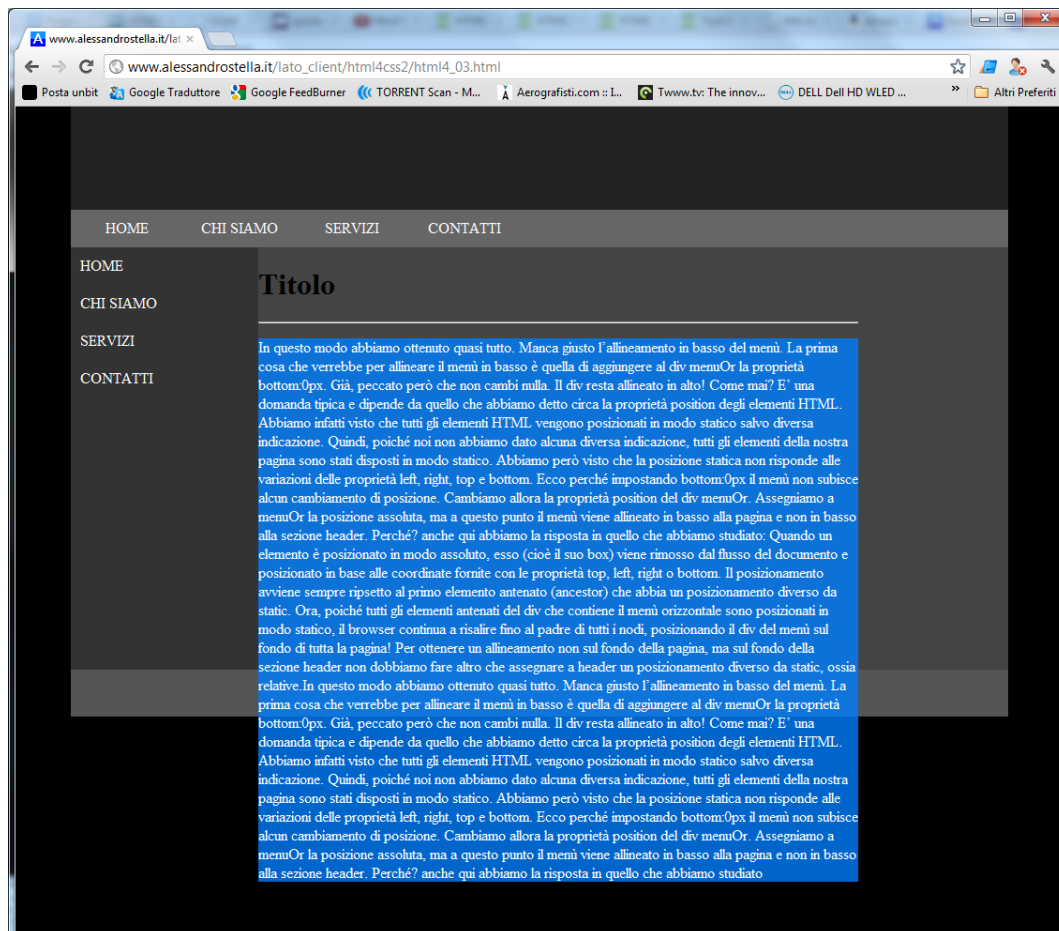 www.alessandrostella.it/lat
www.alessandrostella.it/lato_client/html4css2/html4_03.html
Posta unbit Google Traduttore Google FeedBurner TORRENT Scan - M... Aerografisti.com :: I... Twww.tv: The innov... DELL Dell HD WLED ... » Altri Preferiti
HOME CHI SIAMO SERVIZI CONTATTI
HOME
CHI SIAMO
SERVIZI
CONTATTI
Titolo
In questo modo abbiamo ottenuto quasi tutto. Manca giusto l'allineamento in basso del menù. La prima
cosa che verrebbe per allineare il menù in basso è quella di aggiungere al div menuOr la proprietà
bottom:0px. Già, peccato però che non cambi nulla. Il div resta allineato in alto! Come mai? E' una
domanda tipica e dipende da quello che abbiamo detto circa la proprietà position degli elementi HTML.
Abbiamo infatti visto che tutti gli elementi HTML vengono posizionati in modo statico salvo diversa
indicazione. Quindi, poiché noi non abbiamo dato alcuna diversa indicazione, tutti gli elementi della nostra
pagina sono stati disposti in modo statico. Abbiamo però visto che la posizione statica non risponde alle
variazioni delle proprietà left, right, top e bottom. Ecco perché impostando bottom:0px il menù non subisce
alcun cambiamento di posizione. Cambiamo allora la proprietà position del div menuOr. Assegniamo a
menuOr la posizione assoluta, ma a questo punto il menù viene allineato in basso alla pagina e non in basso
alla sezione header. Perché? anche qui abbiamo la risposta in quello che abbiamo studiato: Quando un
elemento è posizionato in modo assoluto, esso (cioè il suo box) viene rimosso dal flusso del documento e
posizionato in base alle coordinate fornite con le proprietà top, left, right o bottom. Il posizionamento
avviene sempre ripsetto al primo elemento antenato (ancestor) che abbia un posizionamento diverso da
static. Ora, poiché tutti gli elementi antenati del div che contiene il menù orizzontale sono posizionati in
modo statico, il browser continua a risalire fino al padre di tutti i nodi, posizionando il div del menù sul
fondo di tutta la pagina! Per ottenere un allineamento non sul fondo della pagina, ma sul fondo della
sezione header non dobbiamo fare altro che assegnare a header un posizionamento diverso da static, ossia
relative.In questo modo abbiamo ottenuto quasi tutto. Manca giusto l'allineamento in basso del menù. La
prima cosa che verrebbe per allineare il menù in basso è quella di aggiungere al div menuOr la proprietà
bottom:0px. Già, peccato però che non cambi nulla. Il div resta allineato in alto! Come mai? E' una
domanda tipica e dipende da quello che abbiamo detto circa la proprietà position degli elementi HTML.
Abbiamo infatti visto che tutti gli elementi HTML vengono posizionati in modo statico salvo diversa
indicazione. Quindi, poiché noi non abbiamo dato alcuna diversa indicazione, tutti gli elementi della nostra
pagina sono stati disposti in modo statico. Abbiamo però visto che la posizione statica non risponde alle
variazioni delle proprietà left, right, top e bottom. Ecco perché impostando bottom:0px il menù non subisce
alcun cambiamento di posizione. Cambiamo allora la proprietà position del div menuOr. Assegniamo a
menuOr la posizione assoluta, ma a questo punto il menù viene allineato in basso alla pagina e non in basso
alla sezione header. Perché? anche qui abbiamo la risposta in quello che abbiamo studiato